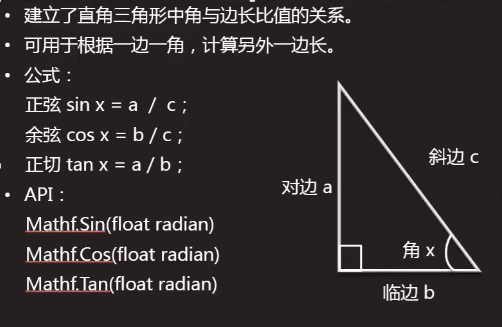 • 建立了直角三角形中角与边长比值的关系。
• 可用于根据一边一角，计算另外一边长。
• 公式：
正弦 sin x = a / c；
余弦 cos x = b / c；
正切 tan x = a / b；
• API：
Mathf.Sin(float radian)
Mathf.Cos(float radian)
Mathf.Tan(float radian)
斜边 c
对边 a
角 x
临边 b